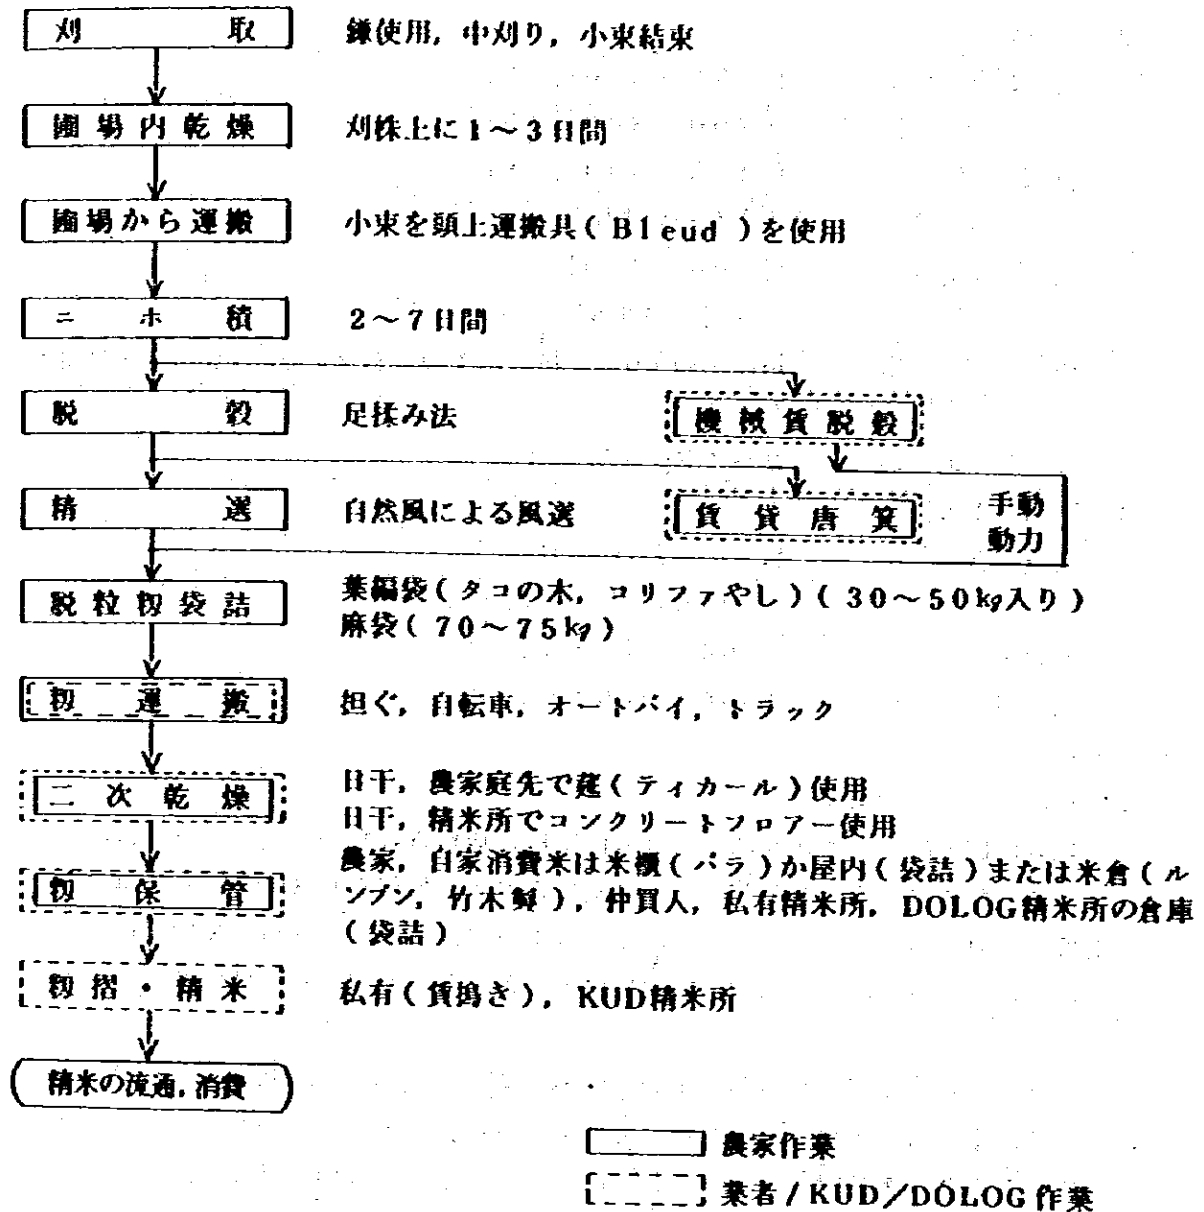 刈取 鎌使用, 中刈り, 小束結束
圃場内乾燥 刈株上に1~3日間
圃場から運搬 小束を頭上運搬具(Bleud)を使用
ニホ積 2~7日間
脱穀 足揉み法 機械賃脱穀
精選 自然風による風選 賃貸唐箕 手動
動力
脱粒籾袋詰 葉編袋(タコの木, コリファやし)(30~50kg入り)
麻袋(70~75kg)
籾運搬 担ぐ, 自転車, オートバイ, トラック
二次乾燥 日干, 農家庭先で筵(ティカール)使用
日干, 精米所でコンクリートフロアー使用
籾保管 農家, 自家消費米は米櫃(パラ)か屋内(袋詰)または米倉(ル
ンブン, 竹木製), 仲買人, 私有精米所, DOLOG精米所の倉庫
(袋詰)
籾摺・精米 私有(賃搗き), KUD精米所
精米の流通, 消費
農家作業
業者/KUD/DOLOG作業